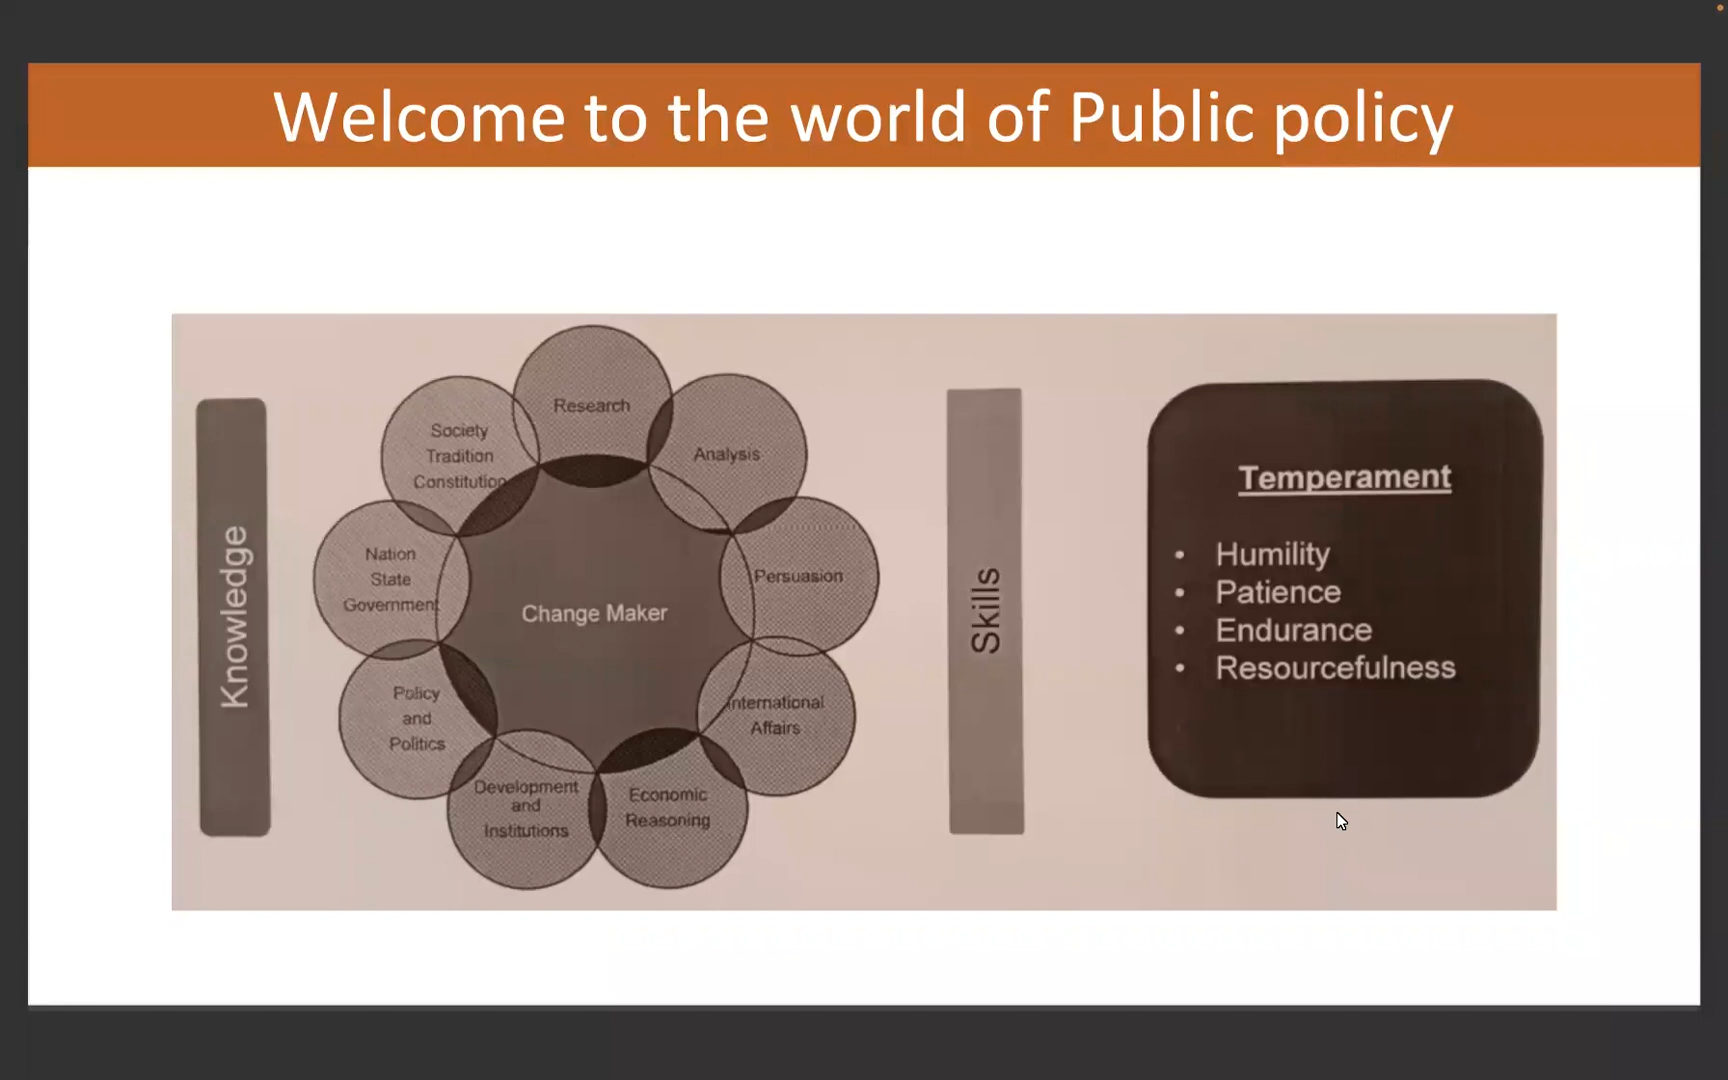 Welcome to the world of Public policy
Knowledge
Research
Society
Tradition
Constitution
Analysis
Nation
State
Government
Persuasion
Change Maker
Policy
and
Politics
International
Affairs
Development
and
Institutions
Economic
Reasoning
Skills
Temperament
• Humility
• Patience
• Endurance
• Resourcefulness